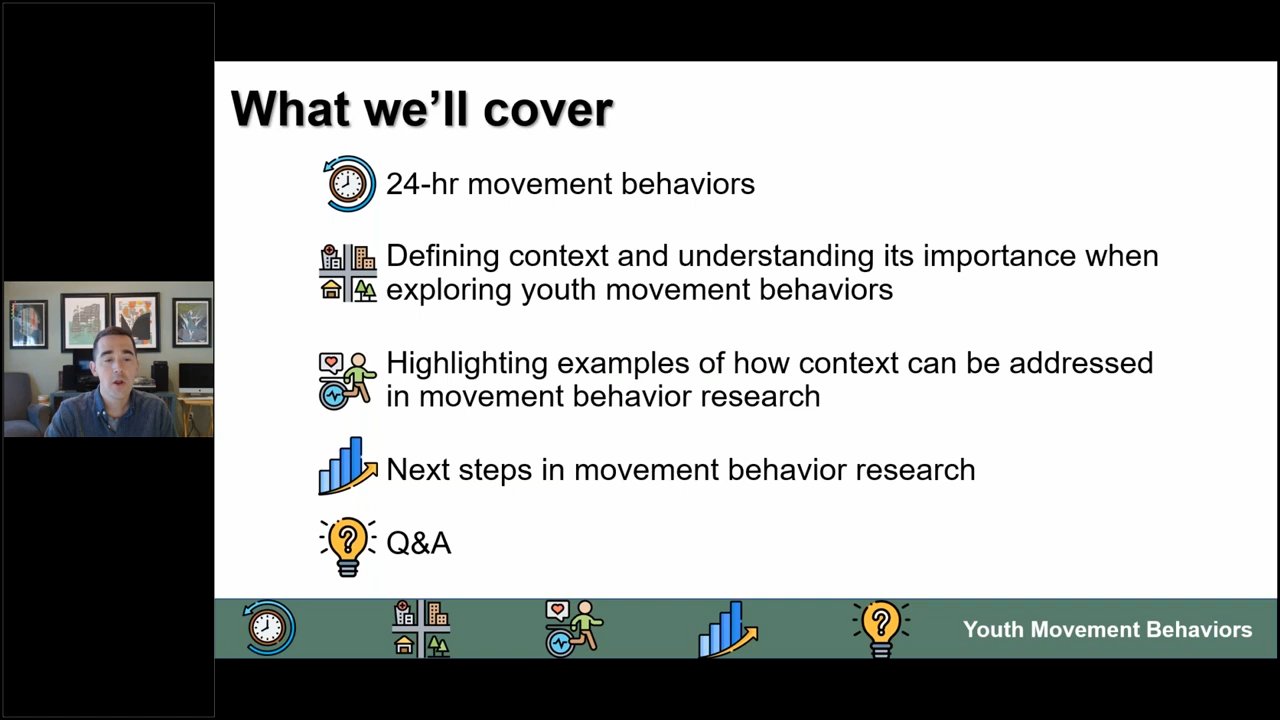 What we’ll cover
24-hr movement behaviors
Defining context and understanding its importance when
exploring youth movement behaviors
Highlighting examples of how context can be addressed
in movement behavior research
Next steps in movement behavior research
Q&A
Youth Movement Behaviors